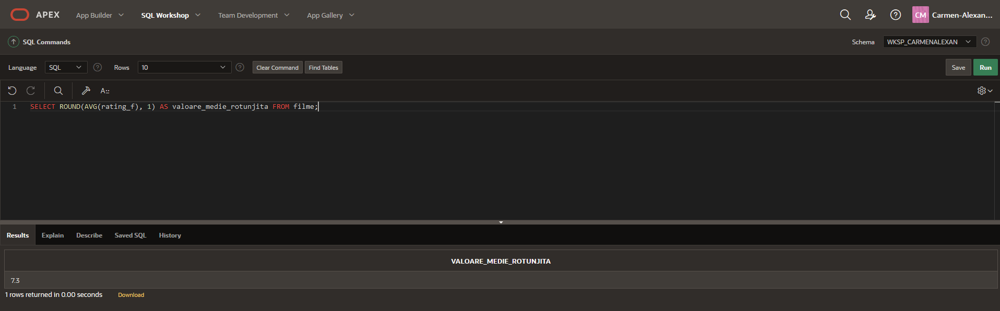 APEX App Builder SQL Workshop Team Development App Gallery CM Carmen-Alexan...
SQL Commands Schema WKSP_CARMENALEXAN
Language SQL Rows 10 Clear Command Find Tables Save Run
A::
1 SELECT ROUND(AVG(rating_f), 1) AS valoare_medie_rotunjita FROM filme;
Results Explain Describe Saved SQL History
VALOARE_MEDIE_ROTUNJITA
7.3
1 rows returned in 0.00 seconds Download